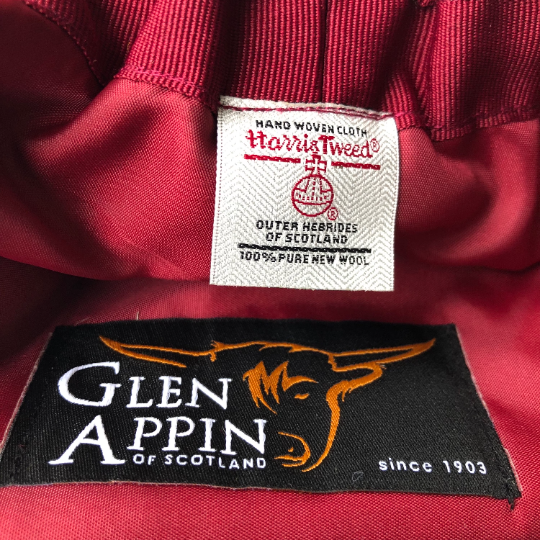 HAND WOVEN CLOTH
Harris Tweed®
®
OUTER HEBRIDES
OF SCOTLAND
100% PURE NEW WOOL
GLEN
APPIN
OF SCOTLAND
since 1903